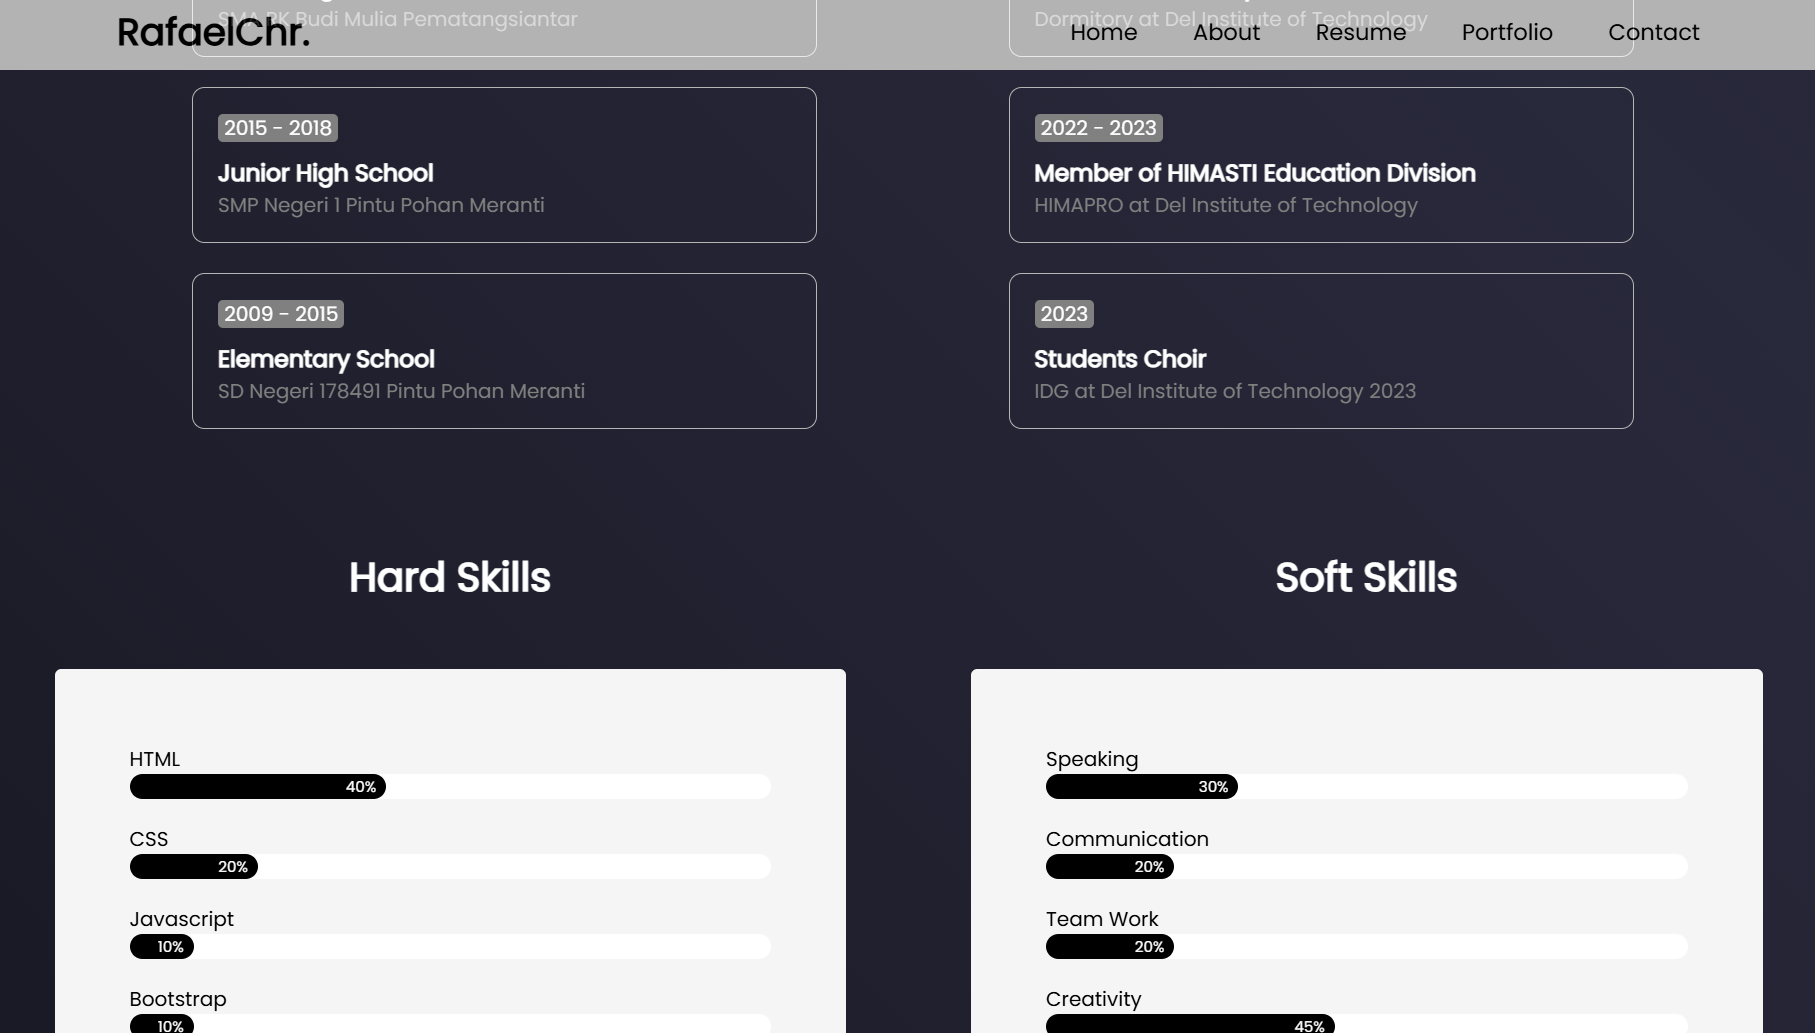 RafaelChr.
Home About Resume Portfolio Contact
SMA RK Budi Mulia Pematangsiantar
2015 - 2018
Junior High School
SMP Negeri 1 Pintu Pohan Meranti
2009 - 2015
Elementary School
SD Negeri 178491 Pintu Pohan Meranti
Dormitory at Del Institute of Technology
2022 - 2023
Member of HIMASTI Education Division
HIMAPRO at Del Institute of Technology
2023
Students Choir
IDG at Del Institute of Technology 2023
Hard Skills
HTML
40%
CSS
20%
Javascript
10%
Bootstrap
10%
Soft Skills
Speaking
30%
Communication
20%
Team Work
20%
Creativity
45%